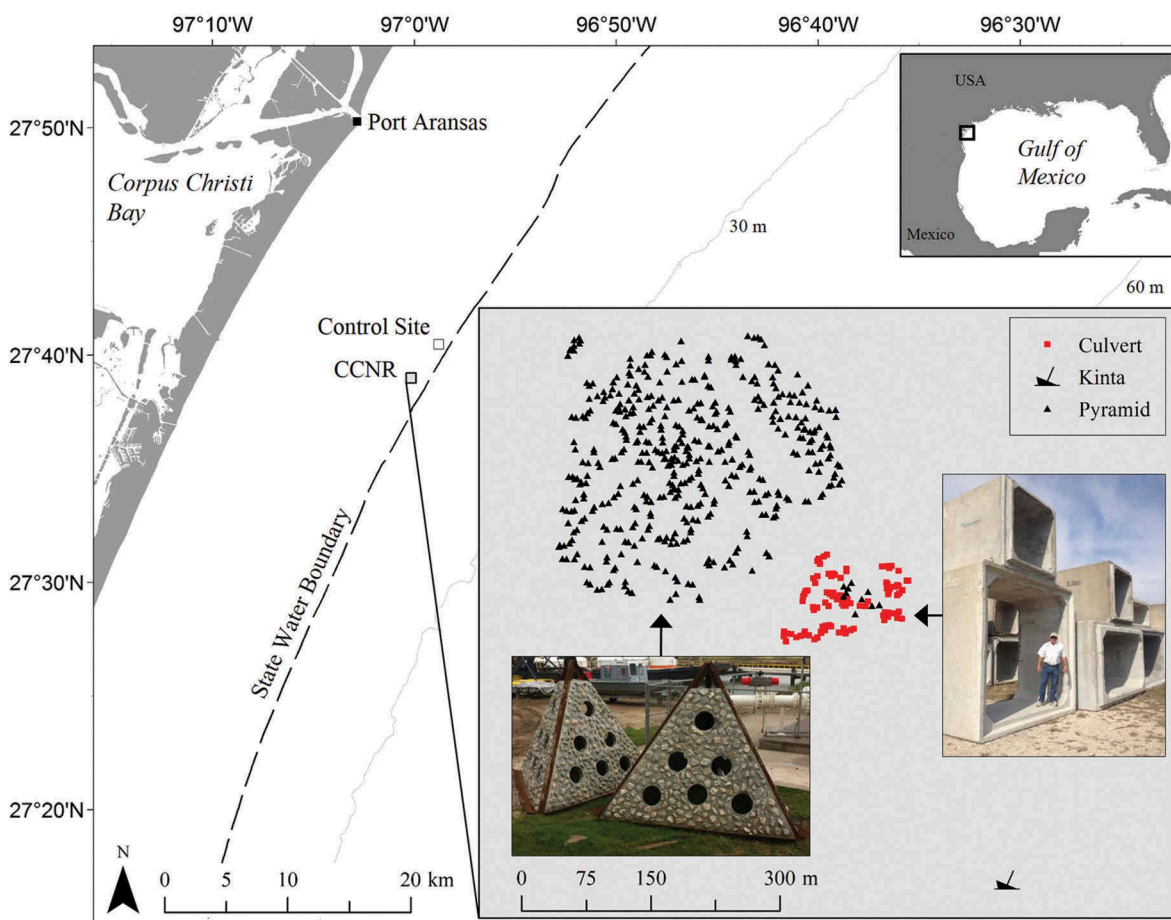 97°10'W
97°0'W
96°50'W
96°40'W
96°30'W
27°50'N
27°40'N
27°30'N
27°20'N
Port Aransas
Corpus Christi
Bay
30 m
60 m
USA
Gulf of
Mexico
Mexico
Control Site
CCNR
State Water Boundary
Culvert
Kinta
Pyramid
N
0 5 10 20 km
0 75 150 300 m